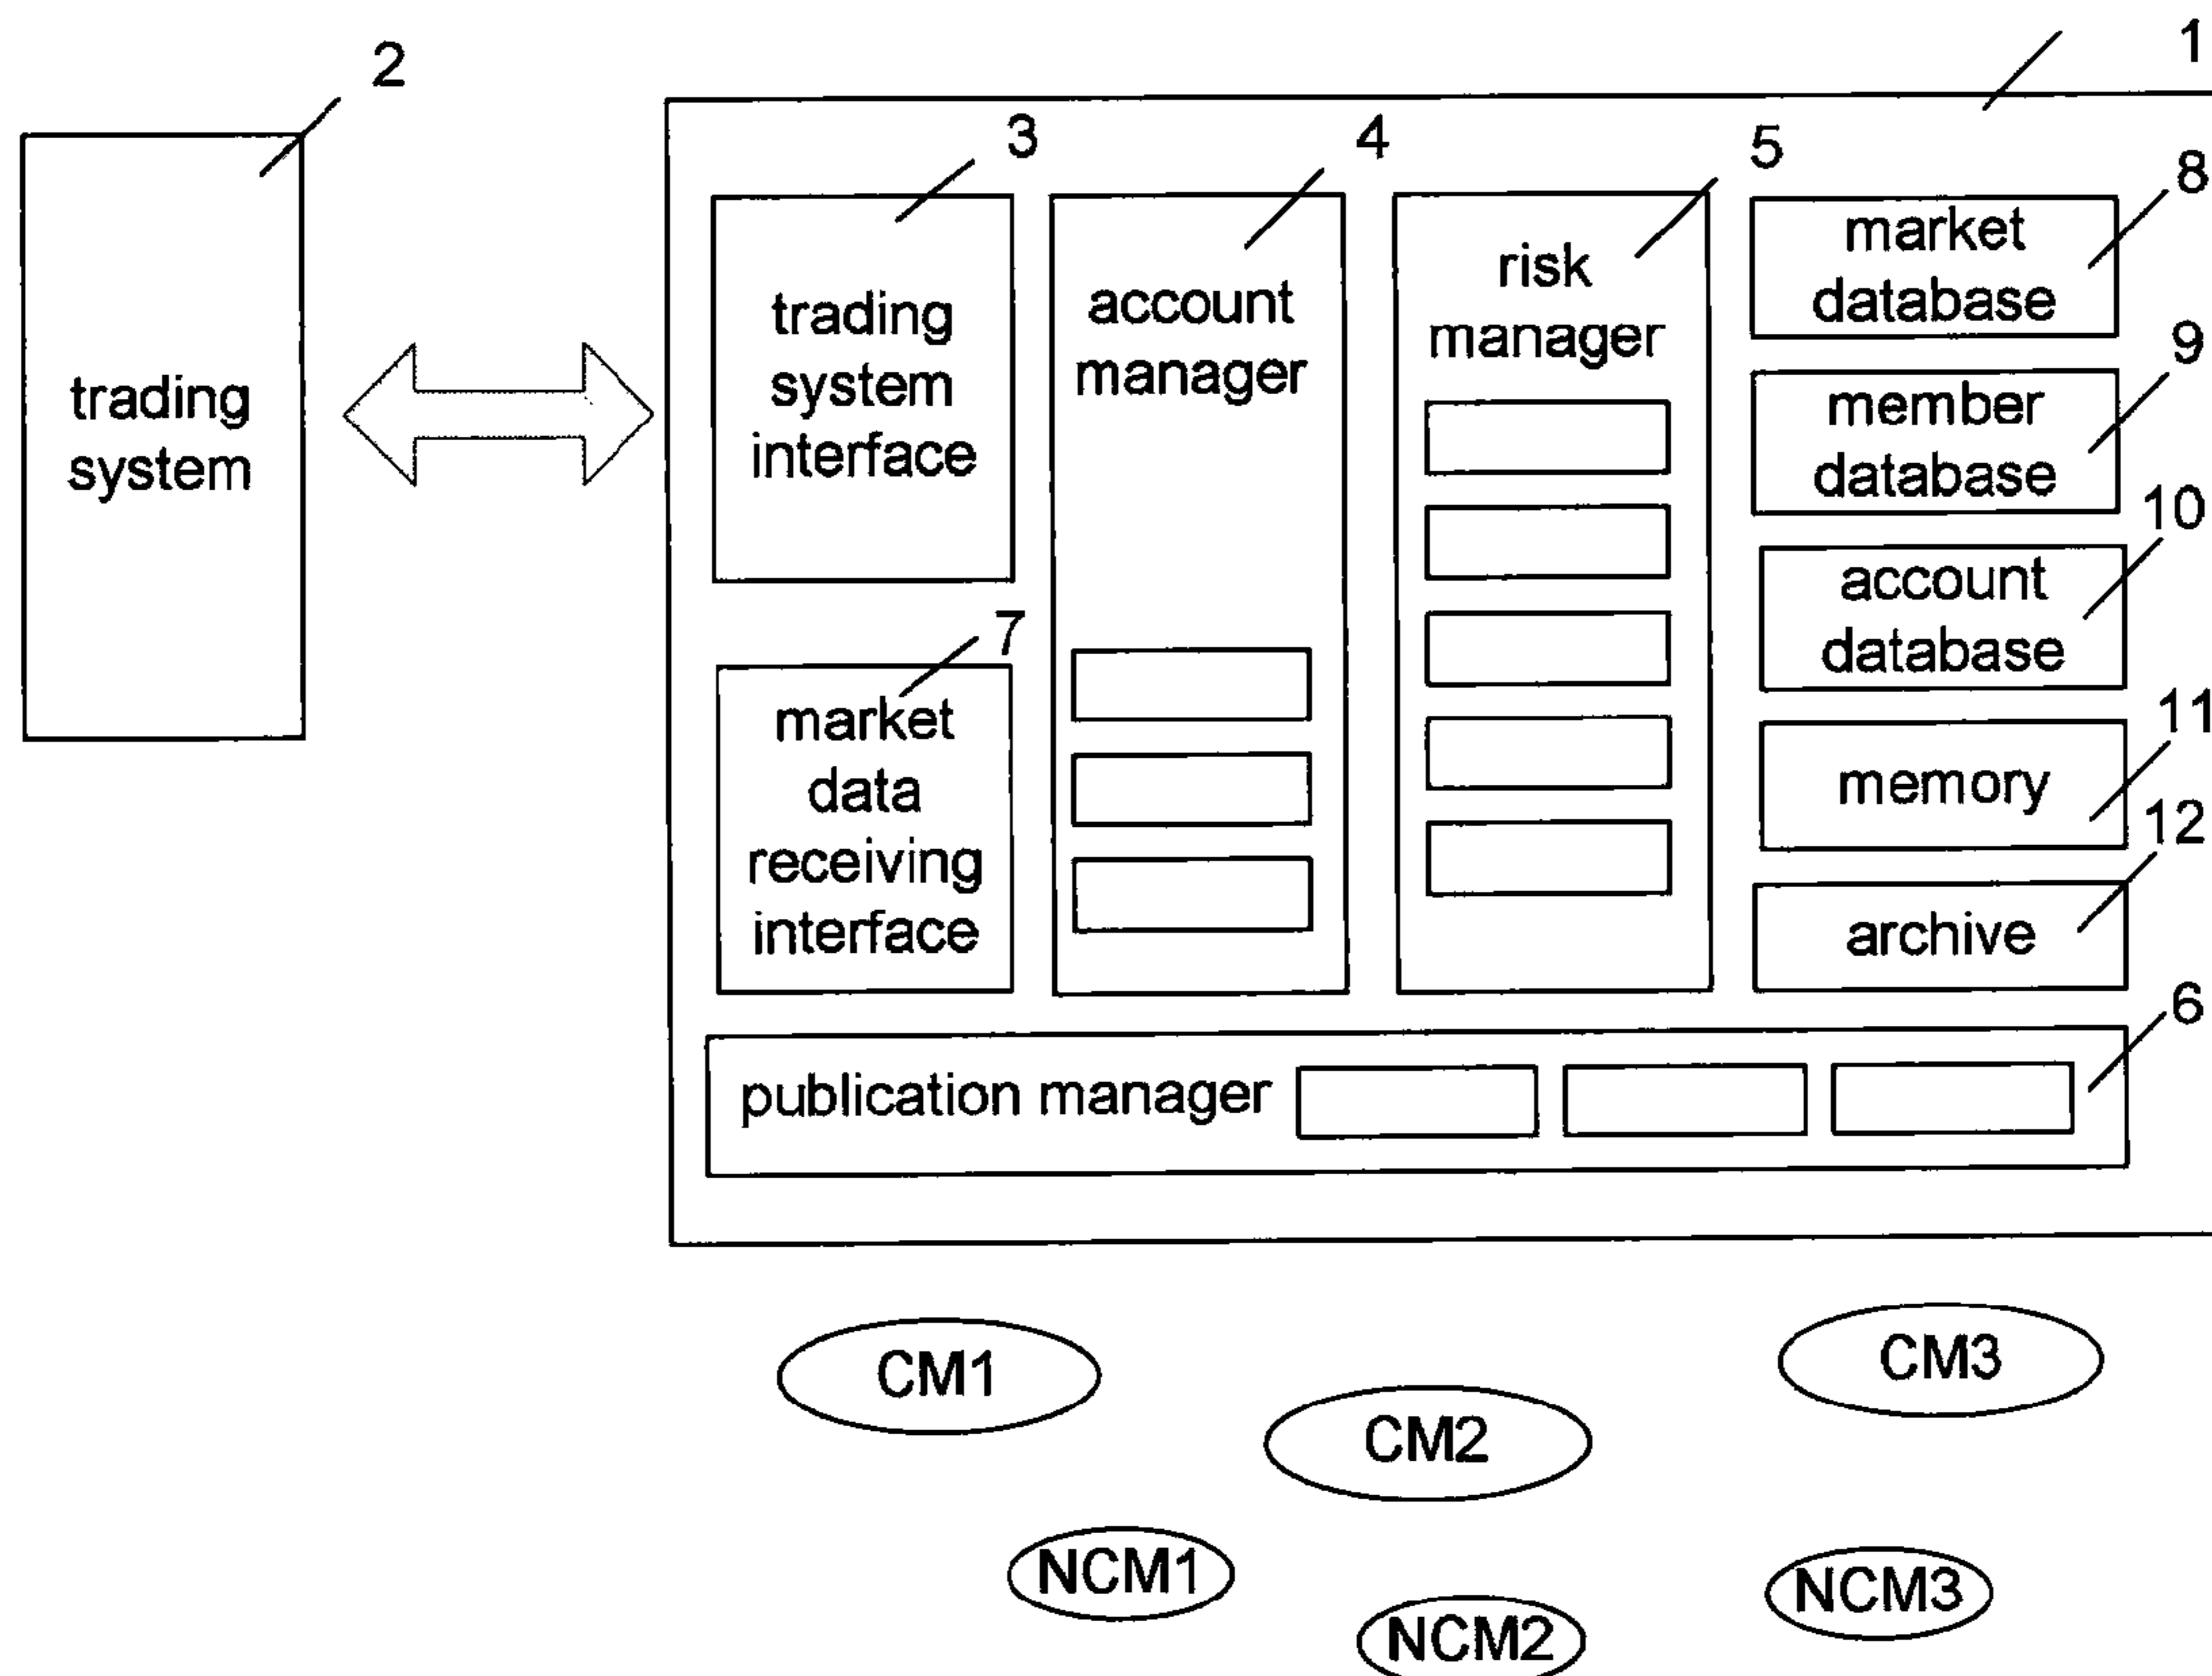 1
2
3
4
5
8
trading
system
trading
system
interface
account
manager
risk
manager
market
database
9
member
database
10
account
database
7
market
data
receiving
interface
11
memory
12
archive
6
publication manager
CM1
CM2
CM3
NCM1
NCM2
NCM3